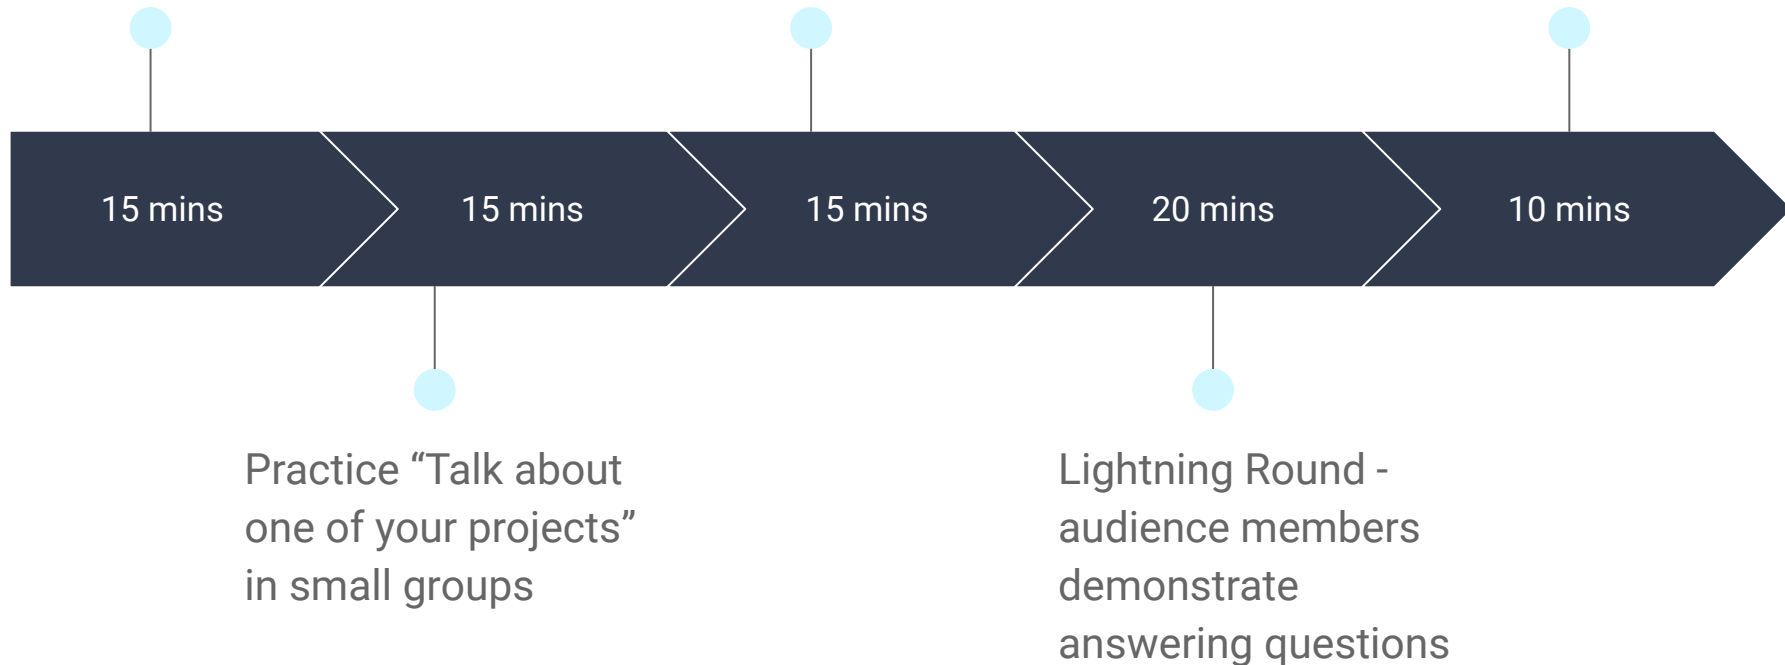 15 mins
15 mins
15 mins
20 mins
10 mins
Practice “Talk about
one of your projects”
in small groups
Lightning Round -
audience members
demonstrate
answering questions